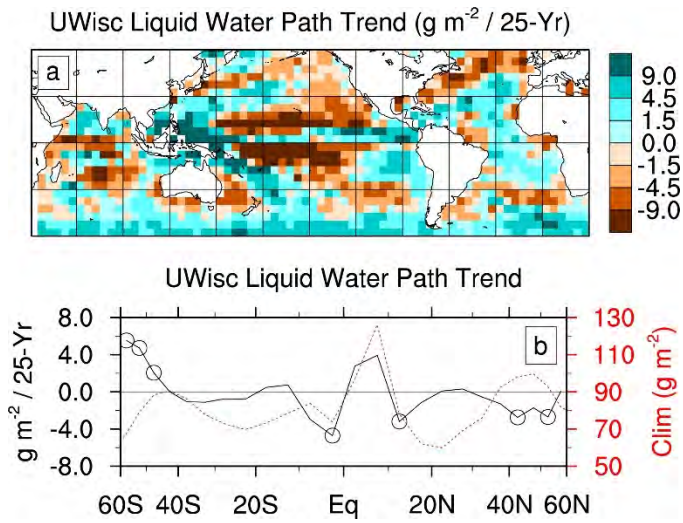 UWisc Liquid Water Path Trend (g m⁻² / 25-Yr)
a
9.0
4.5
1.5
0.0
-1.5
-4.5
-9.0
UWisc Liquid Water Path Trend
b
g m⁻² / 25-Yr
8.0
4.0
0.0
-4.0
-8.0
130
110
90
70
50
Clim (g m⁻²)
60S 40S 20S Eq 20N 40N 60N